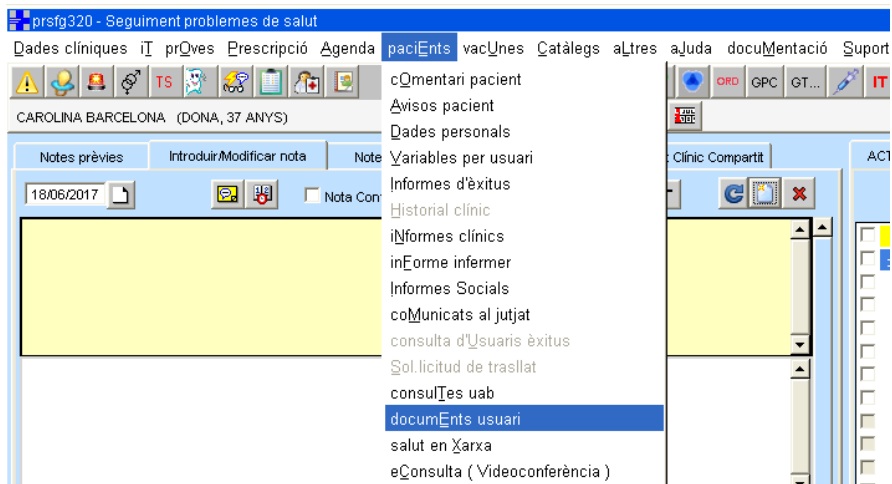 prsfg320 - Seguiment problemes de salut
Dades clíniques iT prOves Prescripció Agenda paciEnts vacUnes Catàlegs aLtres aJuda docuMentació Suport
TS ORD GPC GT... IT
CAROLINA BARCELONA (DONA, 37 ANYS)
Notes prèvies Introduir/Modificar nota Note : Clínic Compartit ACT
18/06/2017 Nota Con
cOmentari pacient
Avisos pacient
Dades personals
Variables per usuari
Informes d'èxitus
Historial clínic
iNformes clínics
inForme infermer
Informes Socials
coMunicats al jutjat
consulta d'Usuaris èxitus
Sol.licitud de trasllat
consulTes uab
documEnts usuari
salut en Xarxa
eConsulta ( Videoconferència )